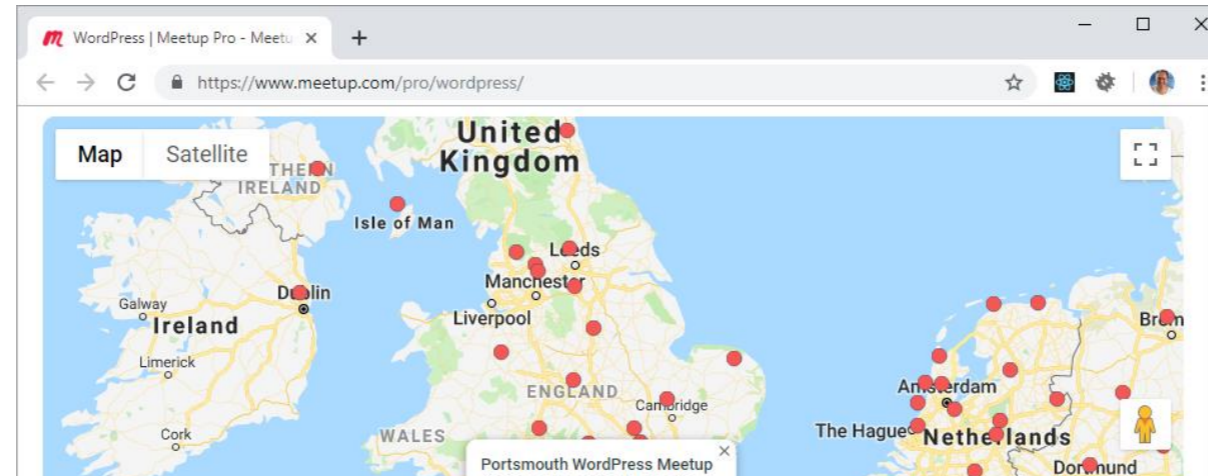 WordPress | Meetup Pro - Meetu
https://www.meetup.com/pro/wordpress/
Map Satellite
United
Kingdom
IRELAND
Isle of Man
Leeds
Manchester
Liverpool
Galway
Dublin
Ireland
Limerick
Cork
ENGLAND
Cambridge
WALES
Portsmouth WordPress Meetup
Amsterdam
The Hague
Netherlands
Brem
Dortmund